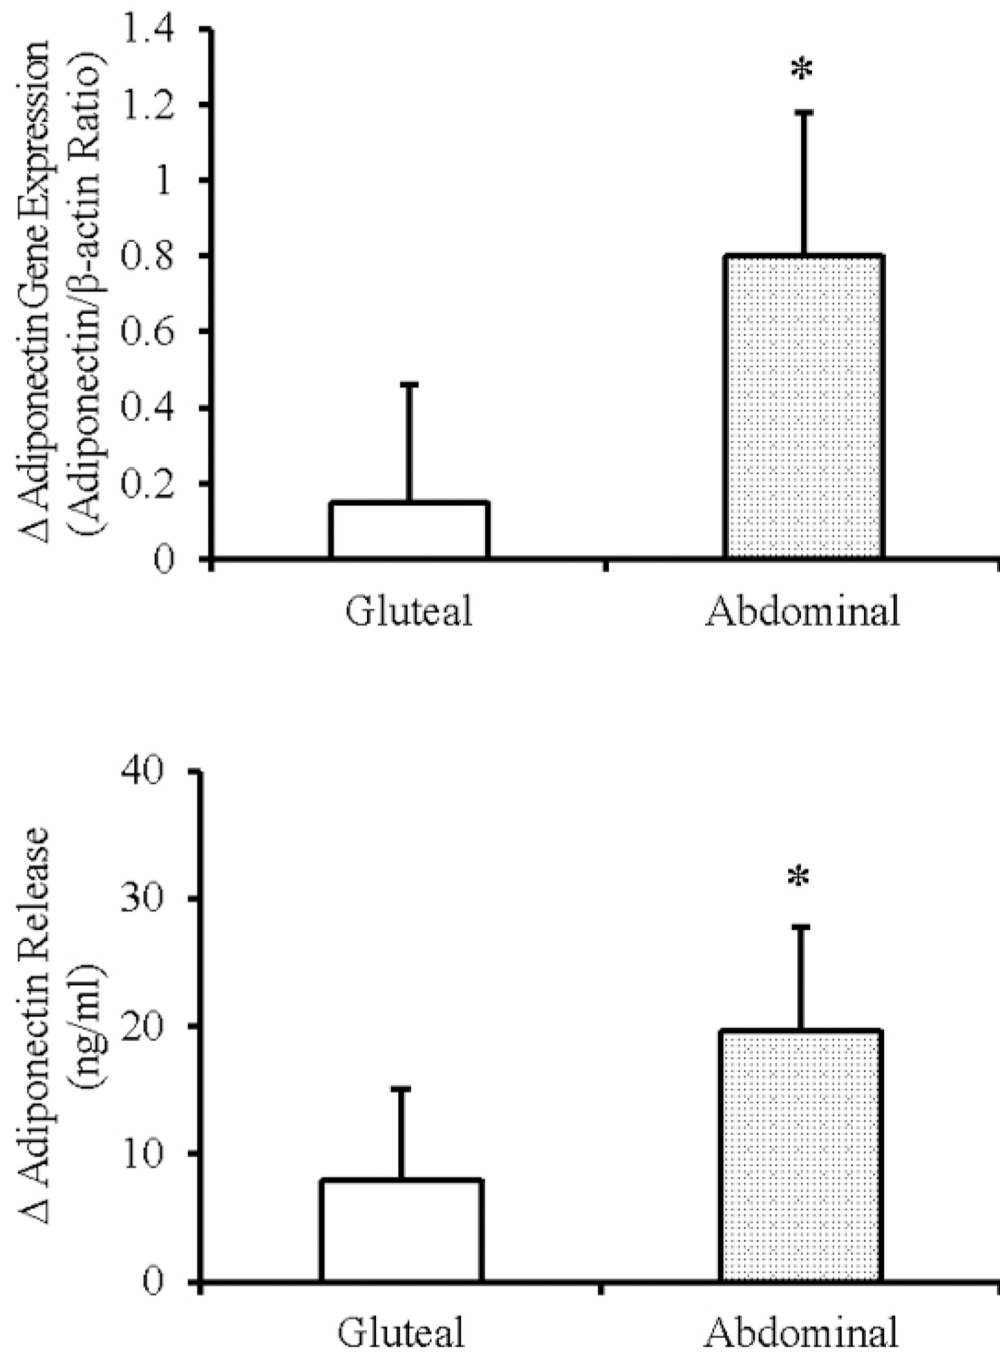 Δ Adiponectin Gene Expression
(Adiponectin/β-actin Ratio)
1.4
1.2
1
0.8
0.6
0.4
0.2
0
*
Gluteal Abdominal
Δ Adiponectin Release
(ng/ml)
40
30
20
10
0
*
Gluteal Abdominal